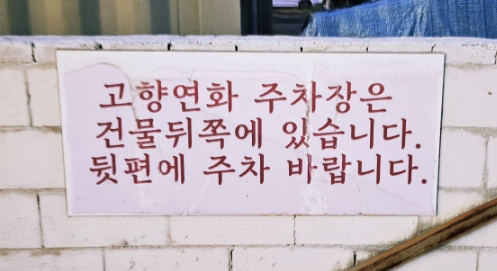 고향연화 주차장은
건물뒤쪽에 있습니다.
뒷편에 주차 바랍니다.